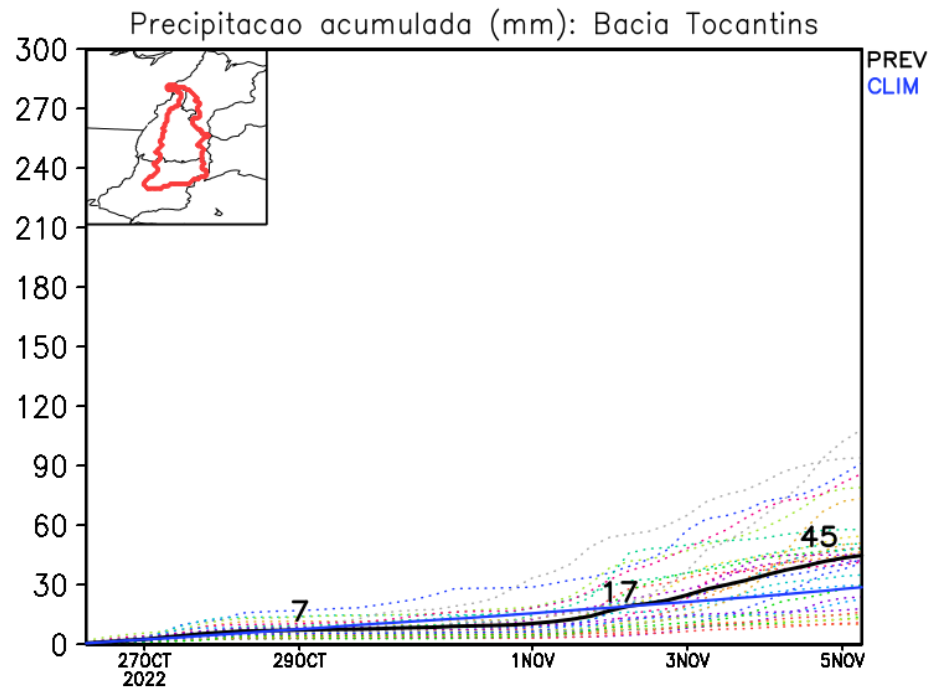 Precipitacao acumulada (mm): Bacia Tocantins
PREV
CLIM
300
270
240
210
180
150
120
90
60
30
0
7
17
45
27OCT
2022
29OCT
1NOV
3NOV
5NOV